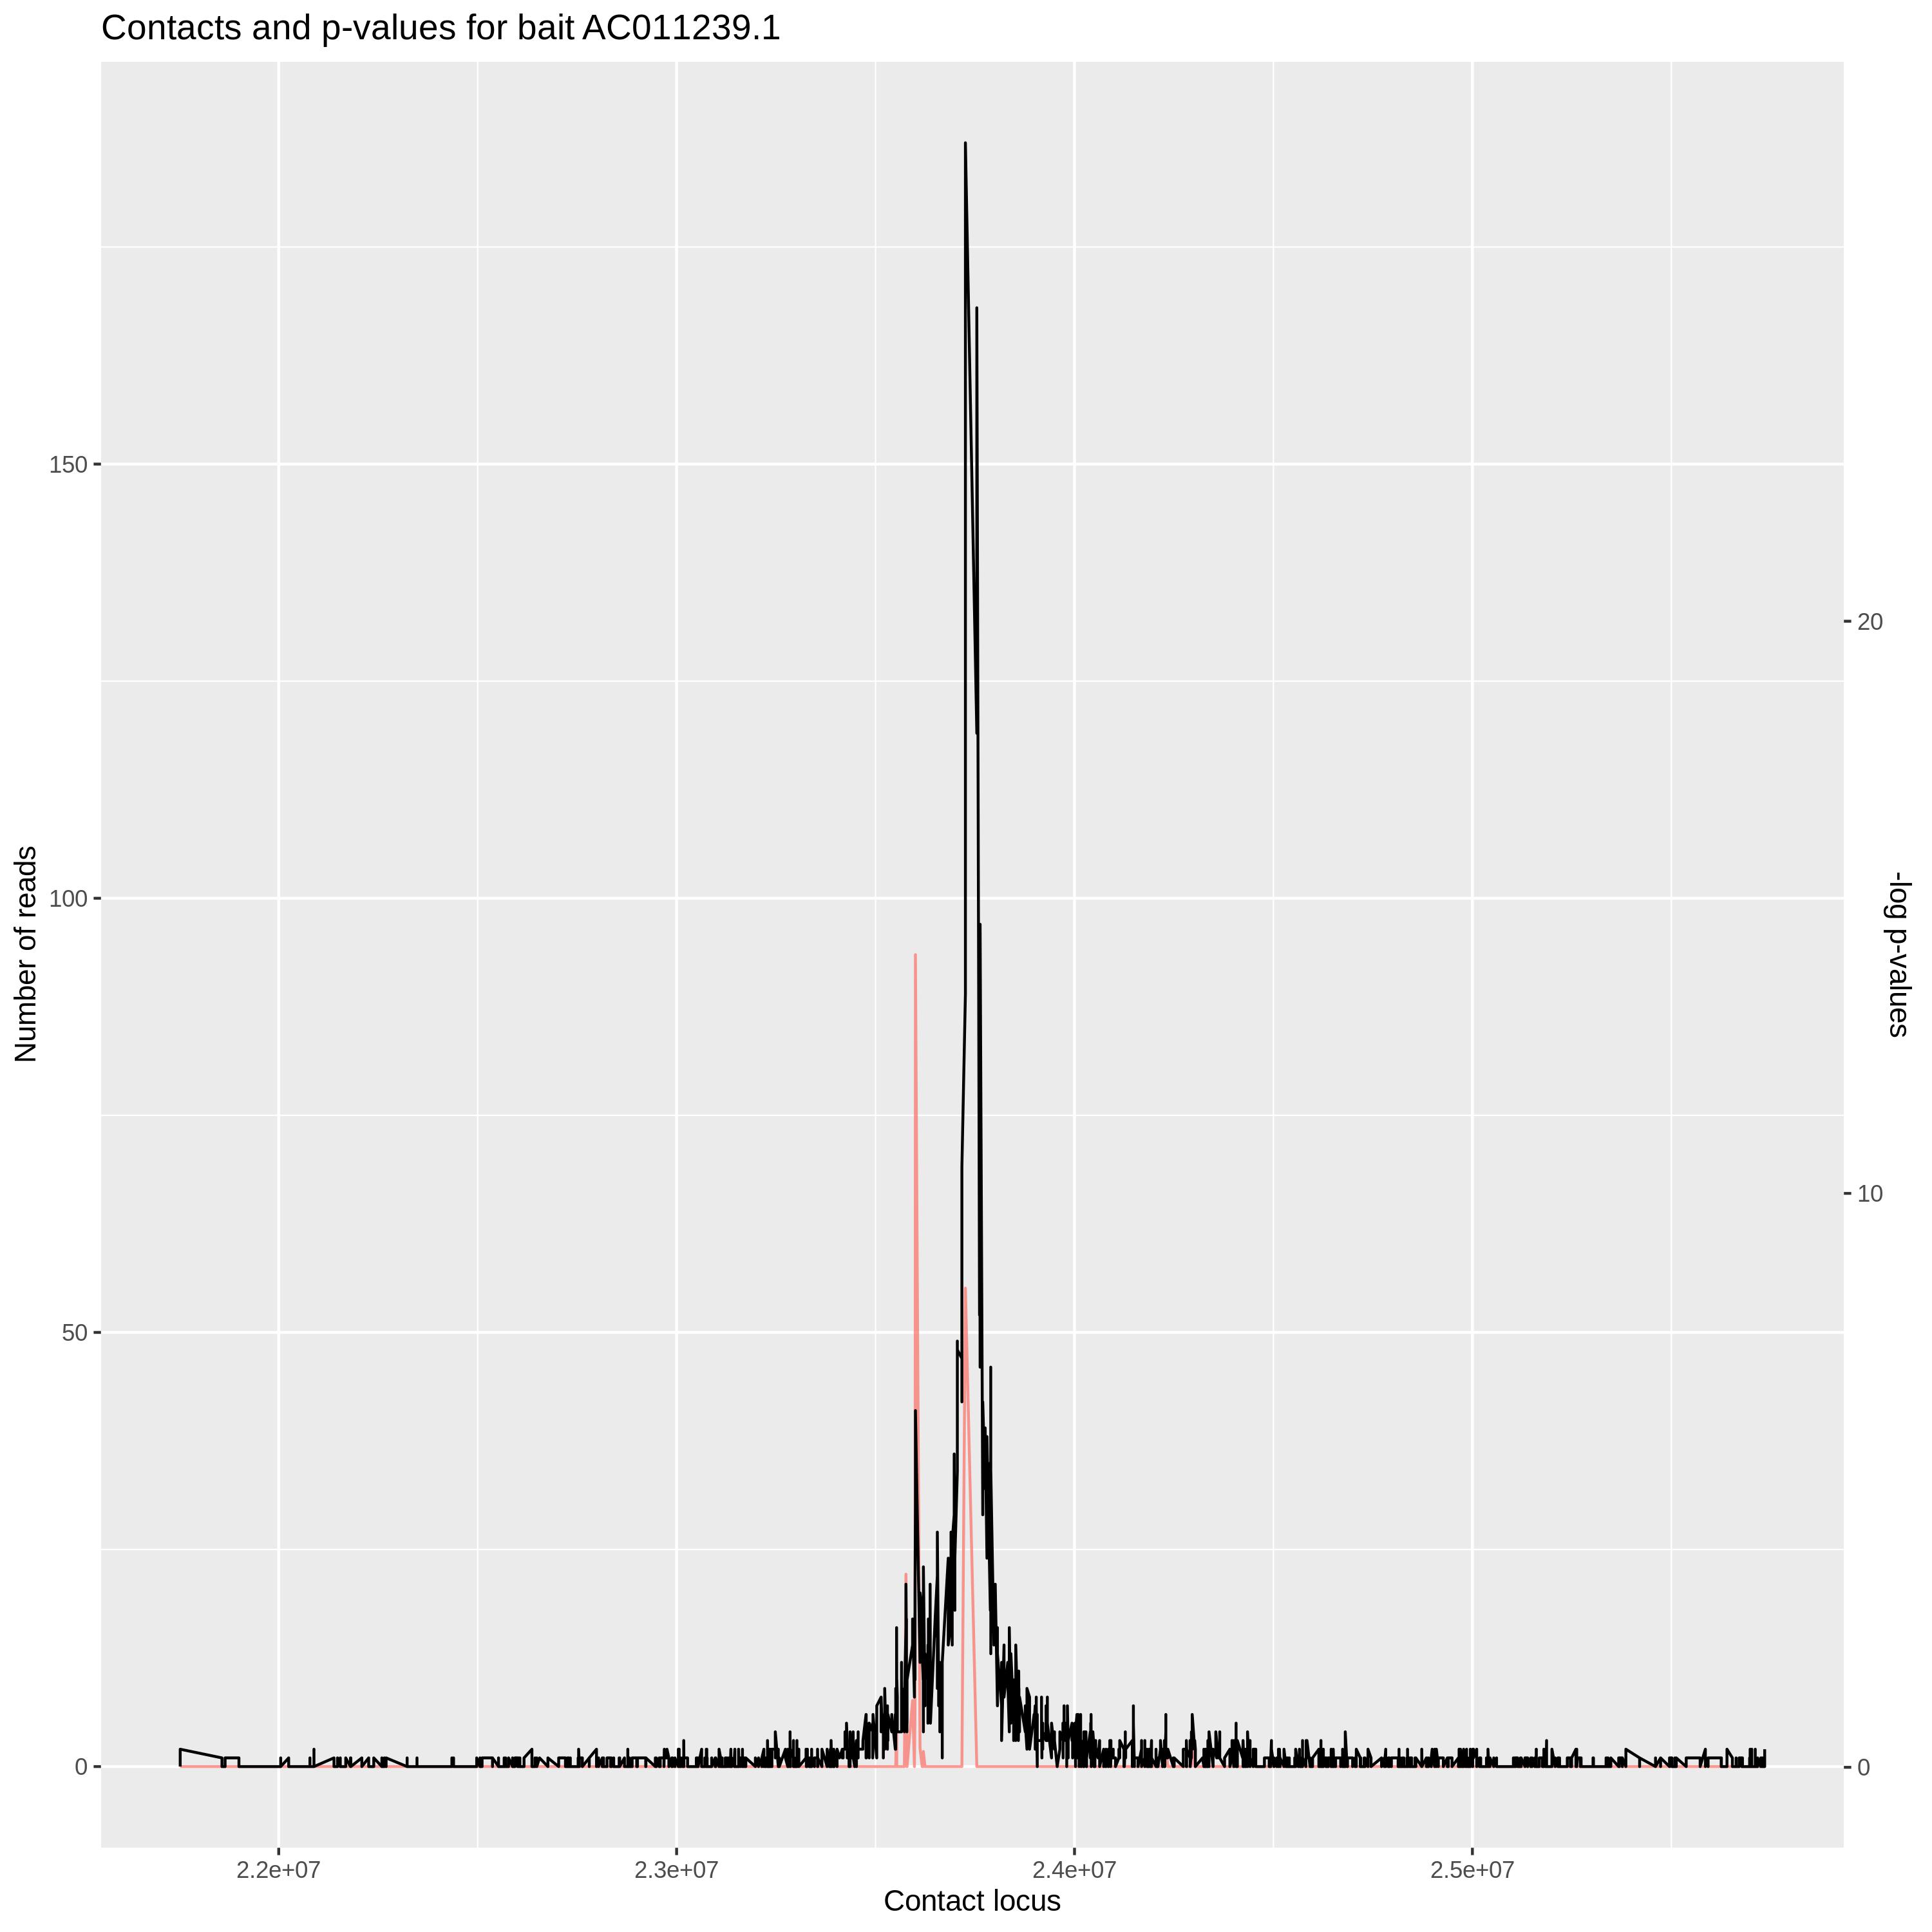 Contacts and p-values for bait AC011239.1
150
100
50
0
Number of reads
20
10
0
-log p-values
2.2e+07
2.3e+07
2.4e+07
2.5e+07
Contact locus